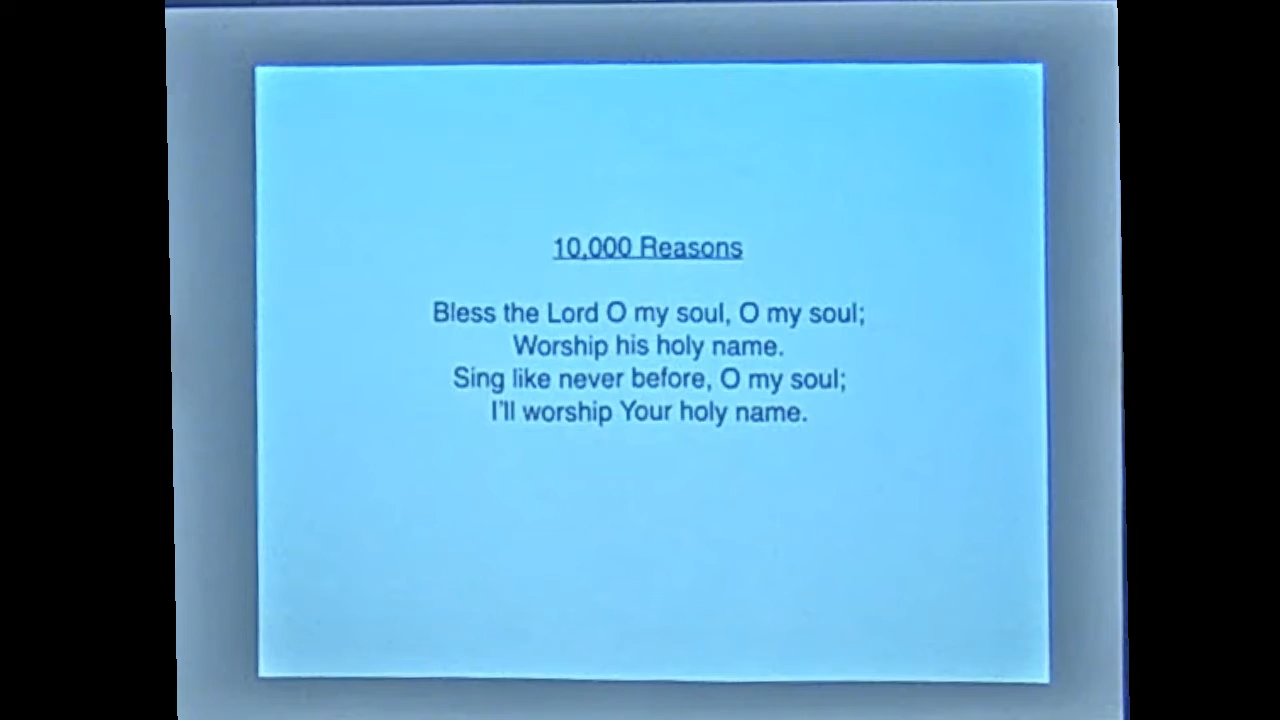 10,000 Reasons
Bless the Lord O my soul, O my soul;
Worship his holy name.
Sing like never before, O my soul;
I'll worship Your holy name.